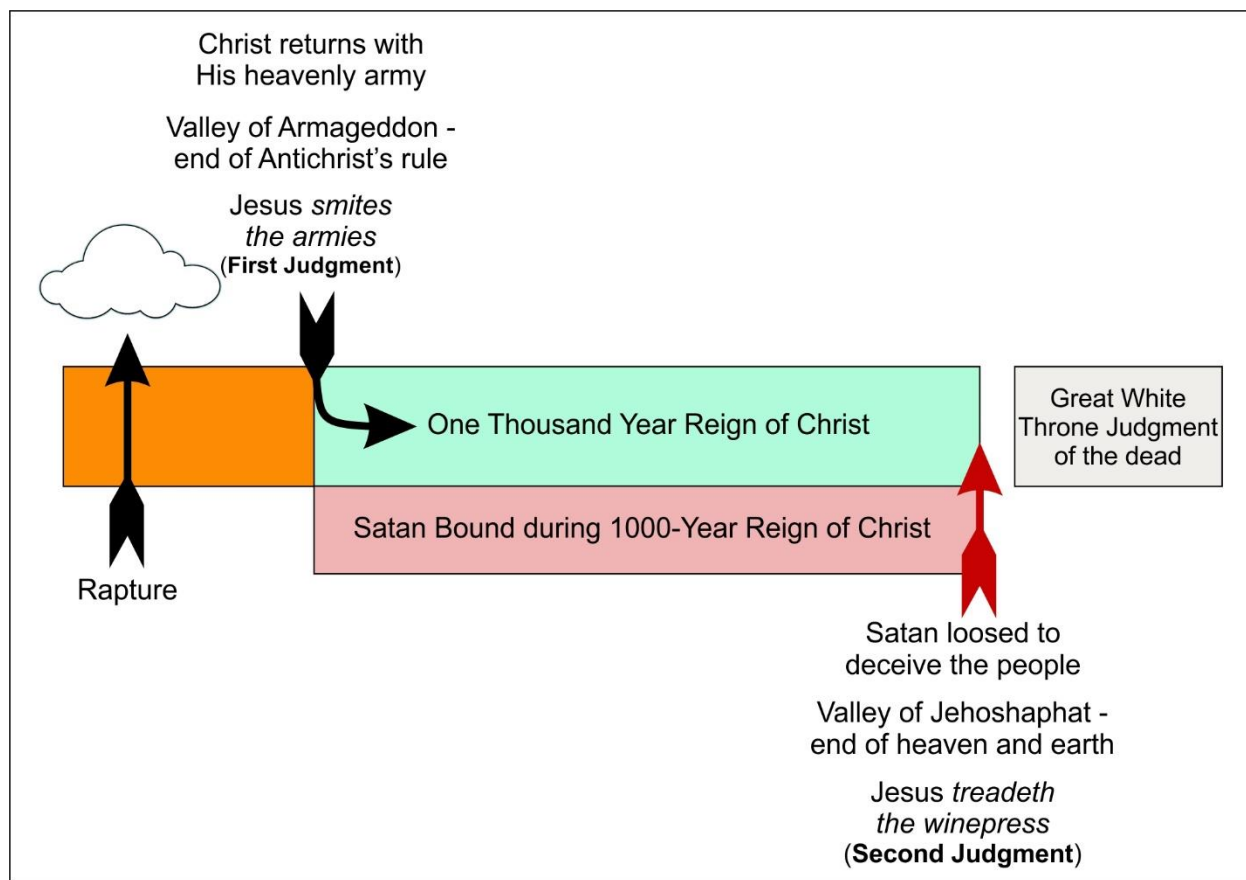 Christ returns with
His heavenly army
Valley of Armageddon -
end of Antichrist's rule
Jesus smites
the armies
(First Judgment)
Rapture
One Thousand Year Reign of Christ
Satan Bound during 1000-Year Reign of Christ
Great White
Throne Judgment
of the dead
Satan loosed to
deceive the people
Valley of Jehoshaphat -
end of heaven and earth
Jesus treadeth
the winepress
(Second Judgment)